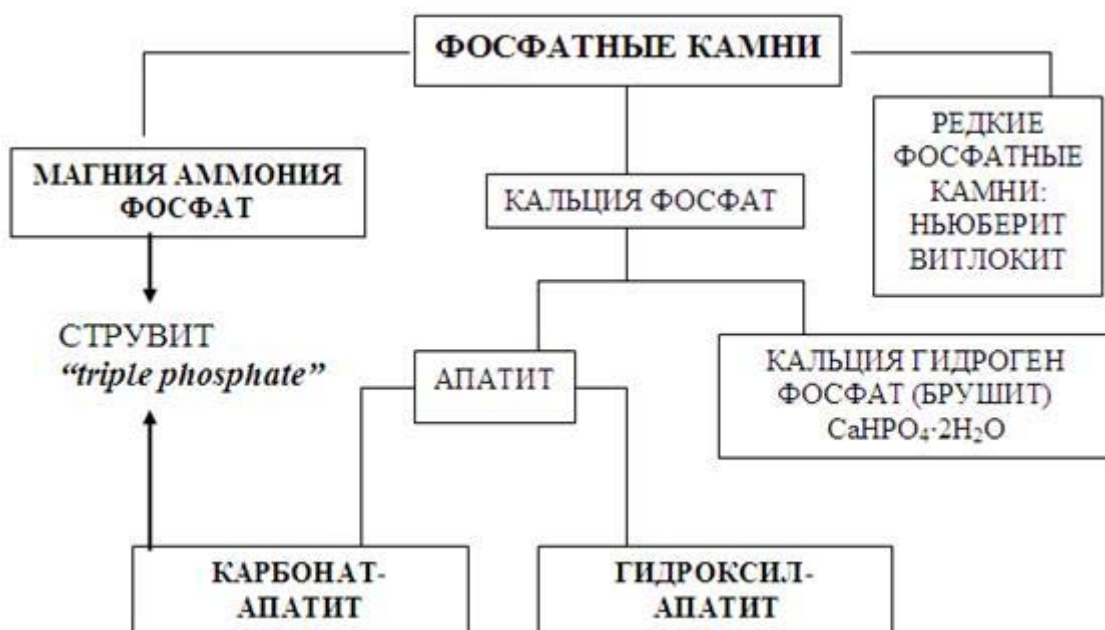 ФОСФАТНЫЕ КАМНИ
МАГНИЯ АММОНИЯ
ФОСФАТ
КАЛЬЦИЯ ФОСФАТ
РЕДКИЕ
ФОСФАТНЫЕ
КАМНИ:
НЬЮБЕРИТ
ВИТЛОКИТ
СТРУВИТ
“triple phosphate”
АПАТИТ
КАЛЬЦИЯ ГИДРОГЕН
ФОСФАТ (БРУШИТ)
CaHPO₄·2H₂O
КАРБОНАТ-
АПАТИТ
ГИДРОКСИЛ-
АПАТИТ